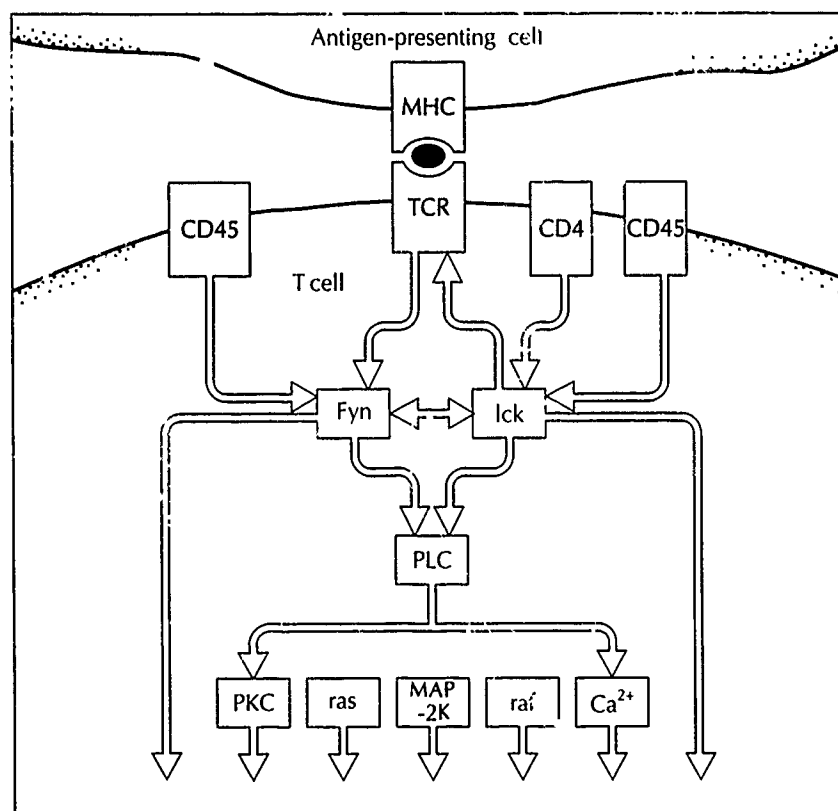 Antigen-presenting cell
MHC
TCR
CD45
CD4
CD45
T cell
Fyn
lck
PLC
PKC
ras
MAP
-2K
raf
Ca²⁺